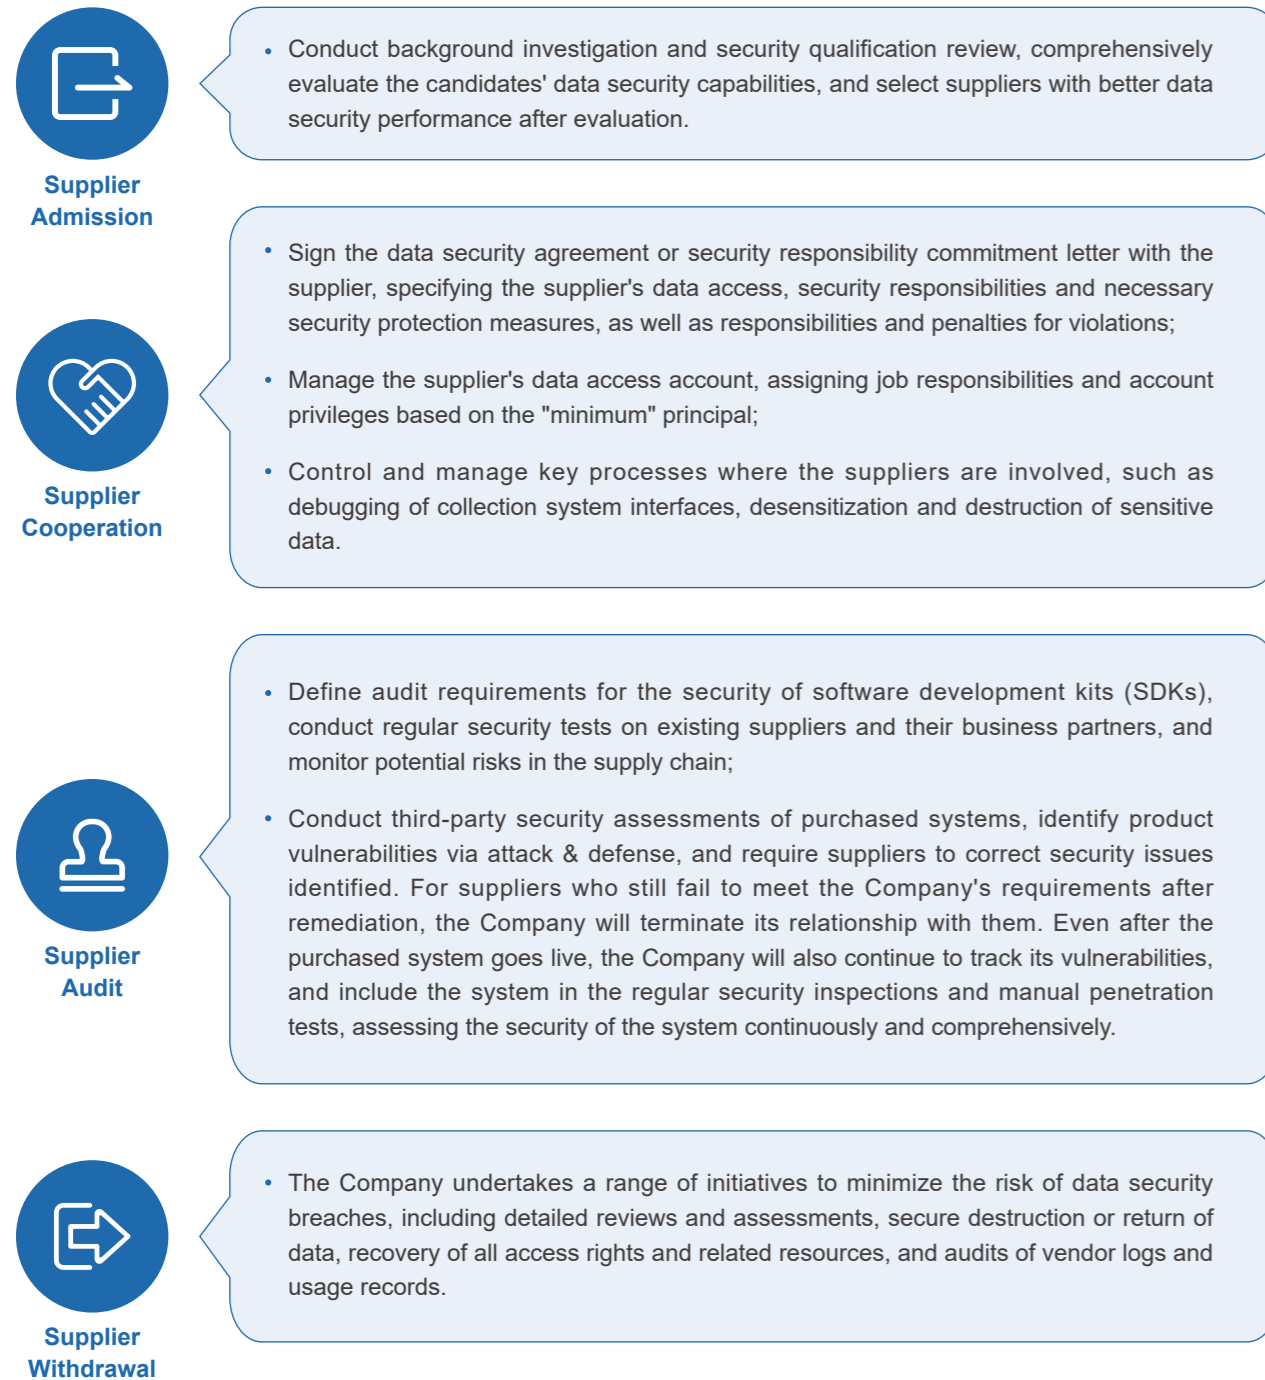 • Conduct background investigation and security qualification review, comprehensively
evaluate the candidates' data security capabilities, and select suppliers with better data
security performance after evaluation.
Supplier
Admission
• Sign the data security agreement or security responsibility commitment letter with the
supplier, specifying the supplier's data access, security responsibilities and necessary
security protection measures, as well as responsibilities and penalties for violations;
• Manage the supplier's data access account, assigning job responsibilities and account
privileges based on the "minimum" principal;
• Control and manage key processes where the suppliers are involved, such as
debugging of collection system interfaces, desensitization and destruction of sensitive
data.
Supplier
Cooperation
• Define audit requirements for the security of software development kits (SDKs),
conduct regular security tests on existing suppliers and their business partners, and
monitor potential risks in the supply chain;
• Conduct third-party security assessments of purchased systems, identify product
vulnerabilities via attack & defense, and require suppliers to correct security issues
identified. For suppliers who still fail to meet the Company's requirements after
remediation, the Company will terminate its relationship with them. Even after the
purchased system goes live, the Company will also continue to track its vulnerabilities,
and include the system in the regular security inspections and manual penetration
tests, assessing the security of the system continuously and comprehensively.
Supplier
Audit
• The Company undertakes a range of initiatives to minimize the risk of data security
breaches, including detailed reviews and assessments, secure destruction or return of
data, recovery of all access rights and related resources, and audits of vendor logs and
usage records.
Supplier
Withdrawal